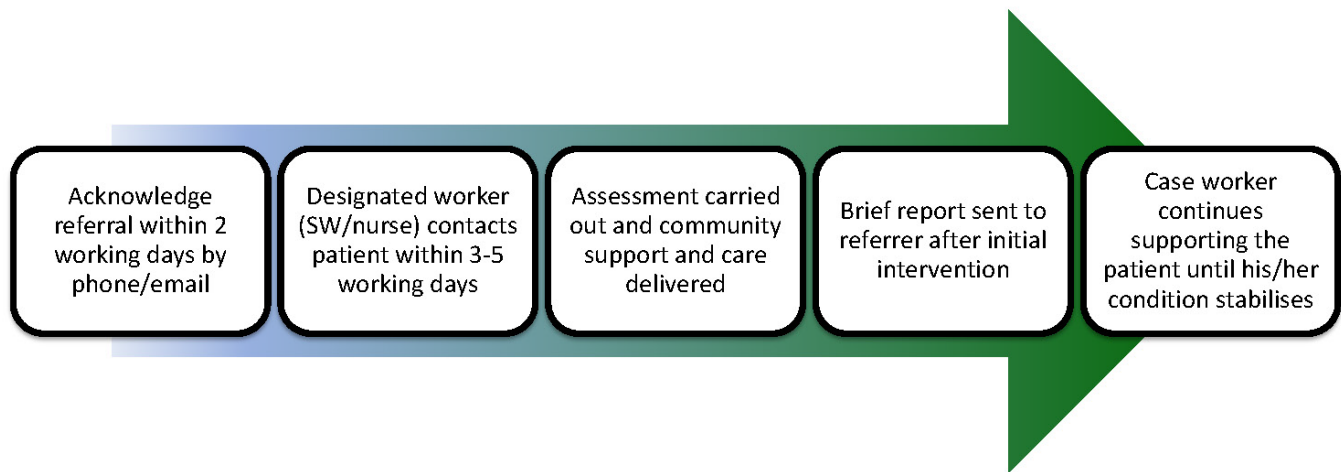 Acknowledge
referral within 2
working days by
phone/email
Designated worker
(SW/nurse) contacts
patient within 3-5
working days
Assessment carried
out and community
support and care
delivered
Brief report sent to
referrer after initial
intervention
Case worker
continues
supporting the
patient until his/her
condition stabilises